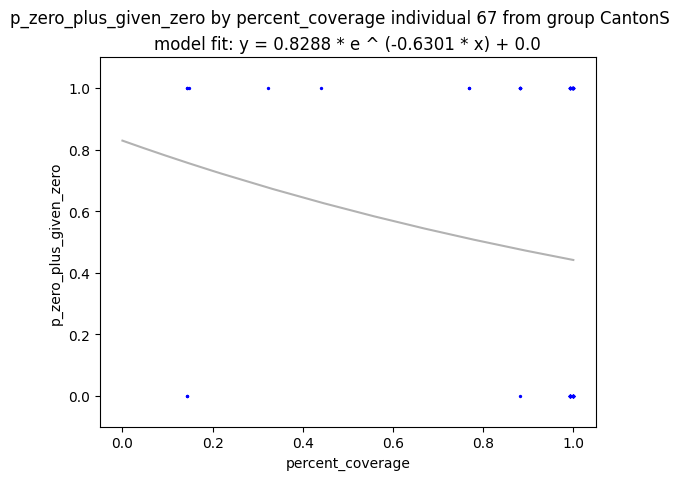 p_zero_plus_given_zero by percent_coverage individual 67 from group CantonS
model fit: y = 0.8288 * e ^ (-0.6301 * x) + 0.0
1.0
0.8
0.6
0.4
0.2
0.0
p_zero_plus_given_zero
0.0 0.2 0.4 0.6 0.8 1.0
percent_coverage